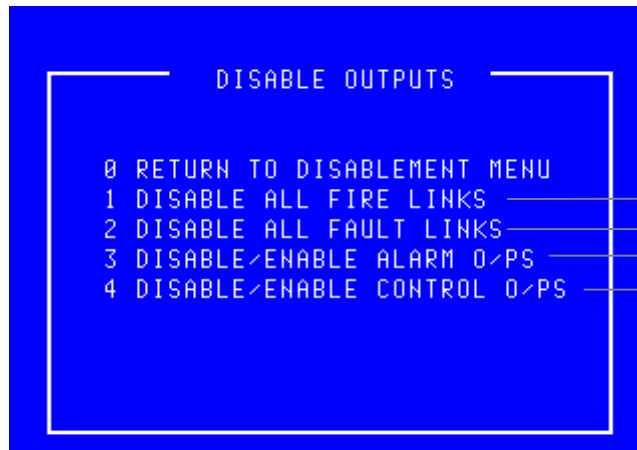 DISABLE OUTPUTS
0 RETURN TO DISABLEMENT MENU
1 DISABLE ALL FIRE LINKS
2 DISABLE ALL FAULT LINKS
3 DISABLE/ENABLE ALARM O/PS
4 DISABLE/ENABLE CONTROL O/PS